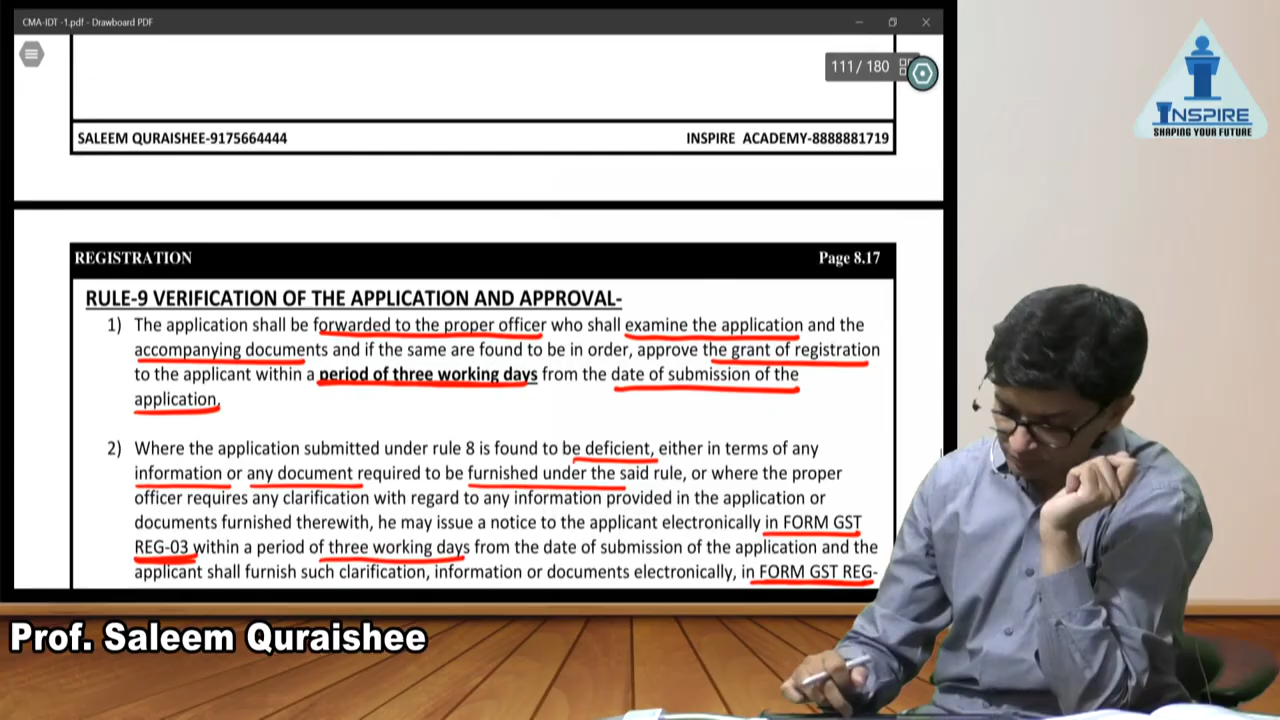 CMA-IDT -1.pdf - Drawboard PDF
111 / 180
INSPIRE
SHAPING YOUR FUTURE
SALEEM QURAISHEE-9175664444
INSPIRE ACADEMY-8888881719
REGISTRATION
Page 8.17
RULE-9 VERIFICATION OF THE APPLICATION AND APPROVAL-
1) The application shall be forwarded to the proper officer who shall examine the application and the
accompanying documents and if the same are found to be in order, approve the grant of registration
to the applicant within a period of three working days from the date of submission of the
application.
2) Where the application submitted under rule 8 is found to be deficient, either in terms of any
information or any document required to be furnished under the said rule, or where the proper
officer requires any clarification with regard to any information provided in the application or
documents furnished therewith, he may issue a notice to the applicant electronically in FORM GST
REG-03 within a period of three working days from the date of submission of the application and the
applicant shall furnish such clarification, information or documents electronically, in FORM GST REG-
Prof. Saleem Quraishee